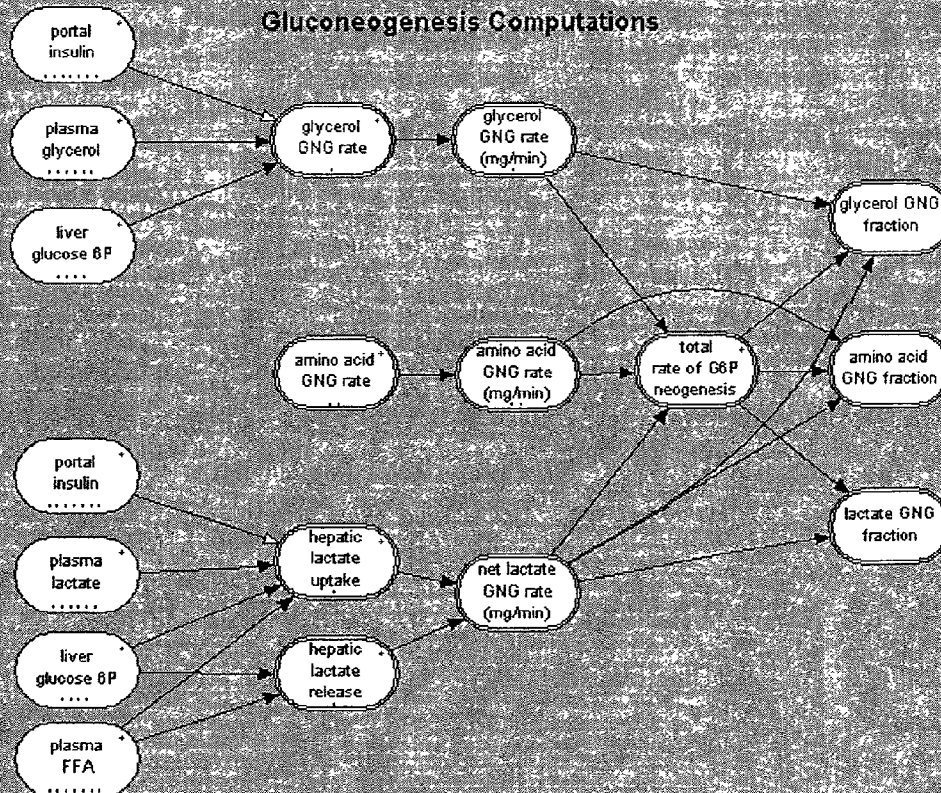 Gluconeogenesis Computations
portal
insulin
plasma
glycerol
liver
glucose 6P
glycerol
GNG rate
glycerol
GNG rate
(mg/min)
glycerol GNG
fraction
amino acid
GNG rate
amino acid
GNG rate
(mg/min)
total
rate of G6P
neogenesis
amino acid
GNG fraction
portal
insulin
plasma
lactate
liver
glucose 6P
plasma
FFA
hepatic
lactate
uptake
hepatic
lactate
release
net lactate
GNG rate
(mg/min)
lactate GNG
fraction